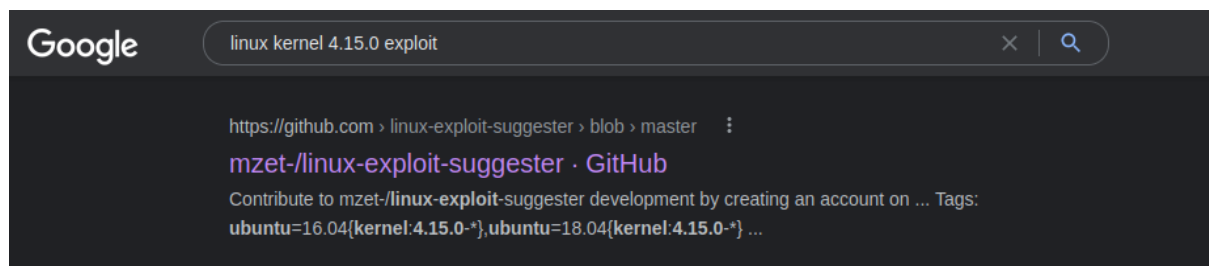 Google
linux kernel 4.15.0 exploit
https://github.com › linux-exploit-suggester › blob › master
mzet-/linux-exploit-suggester · GitHub
Contribute to mzet-/linux-exploit-suggester development by creating an account on ... Tags:
ubuntu=16.04{kernel:4.15.0-*},ubuntu=18.04{kernel:4.15.0-*} ...